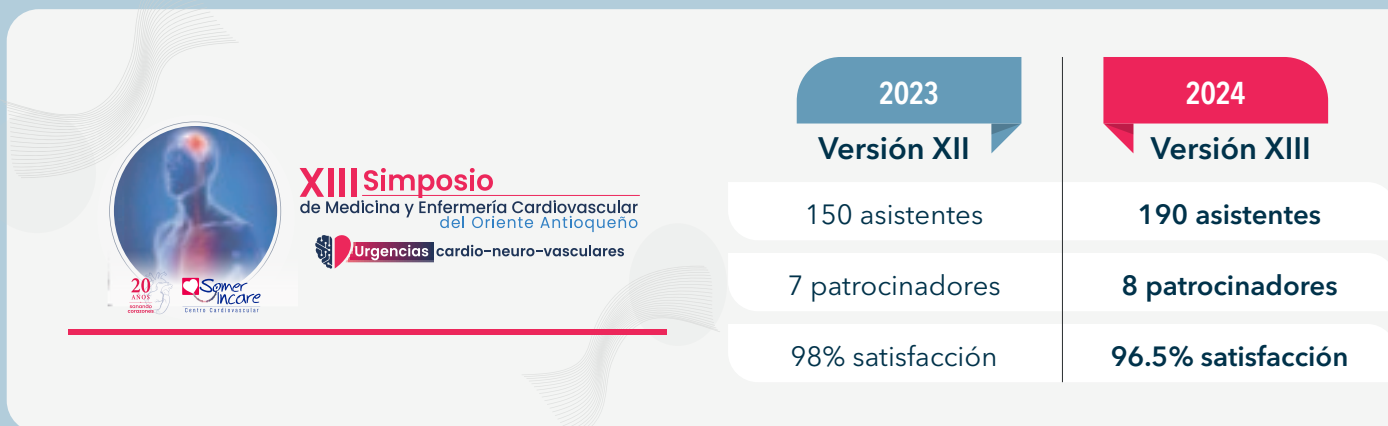 XIII Simposio
de Medicina y Enfermería Cardiovascular
del Oriente Antioqueño
Urgencias cardio-neuro-vasculares
20
AÑOS
sanando
corazones
Somer
Incare
Centro Cardiovascular
2023
Versión XII
150 asistentes
7 patrocinadores
98% satisfacción
2024
Versión XIII
190 asistentes
8 patrocinadores
96.5% satisfacción